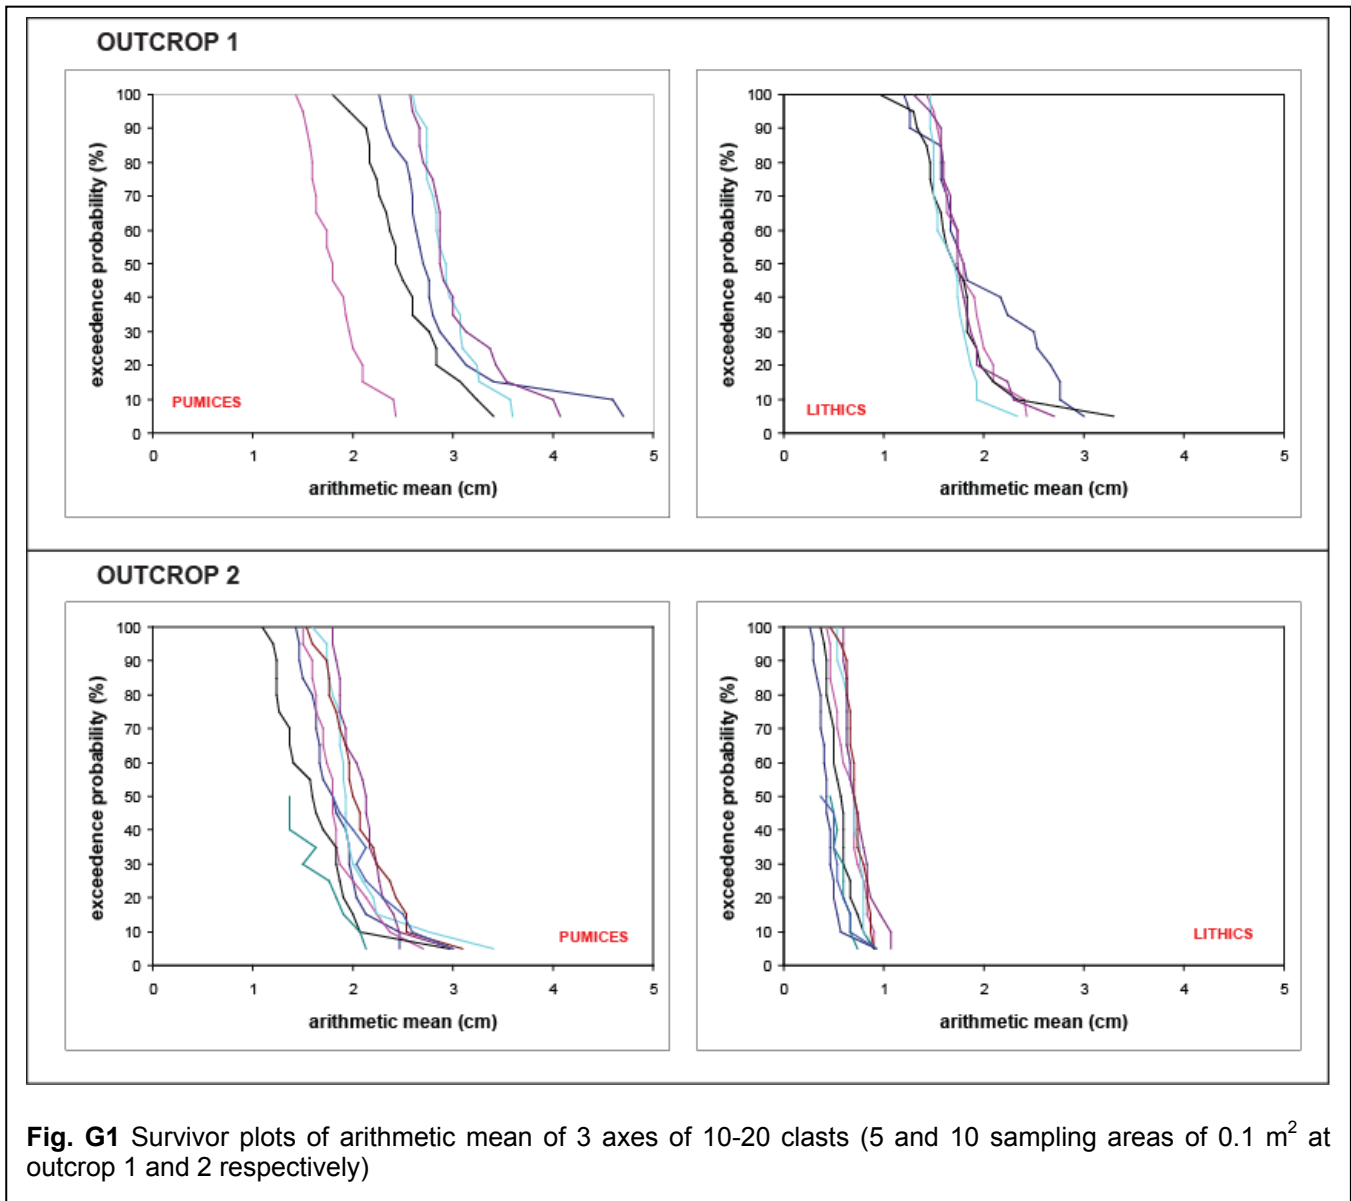 OUTCROP 1
exceedence probability (%)
100
90
80
70
60
50
40
30
20
10
0
PUMICES
0 1 2 3 4 5
arithmetic mean (cm)
exceedence probability (%)
100
90
80
70
60
50
40
30
20
10
0
LITHICS
0 1 2 3 4 5
arithmetic mean (cm)
OUTCROP 2
exceedence probability (%)
100
90
80
70
60
50
40
30
20
10
0
PUMICES
0 1 2 3 4 5
arithmetic mean (cm)
exceedence probability (%)
100
90
80
70
60
50
40
30
20
10
0
LITHICS
0 1 2 3 4 5
arithmetic mean (cm)
Fig. G1 Survivor plots of arithmetic mean of 3 axes of 10-20 clasts (5 and 10 sampling areas of 0.1 m² at
outcrop 1 and 2 respectively)